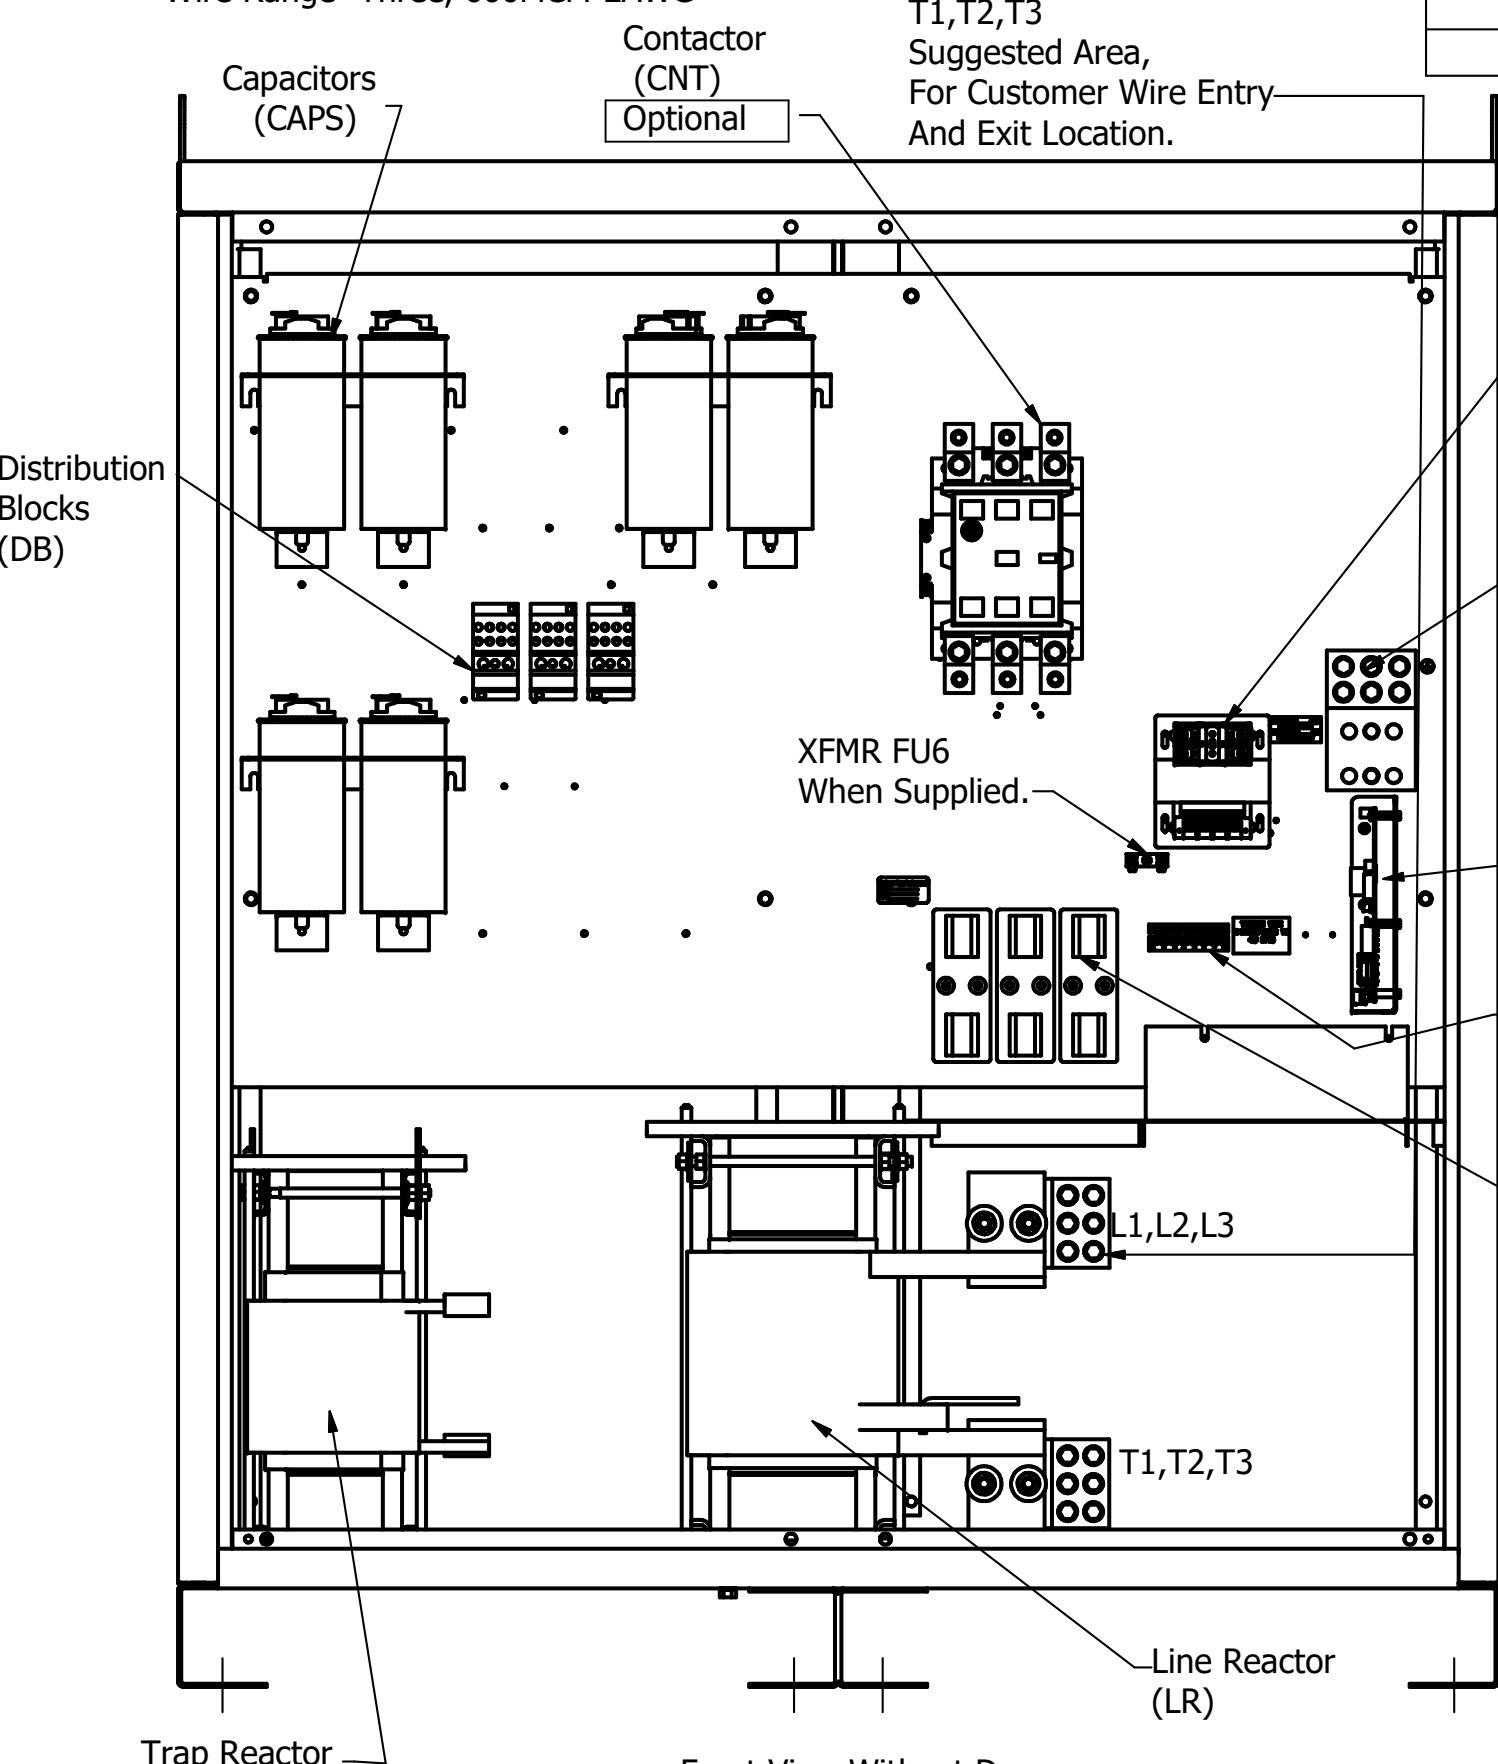 T1,T2,T3
Suggested Area,
For Customer Wire Entry
And Exit Location.
Contactor
(CNT)
Optional
Capacitors
(CAPS)
Distribution
Blocks
(DB)
XFMR FU6
When Supplied.
L1,L2,L3
T1,T2,T3
Line Reactor
(LR)
Trap Reactor